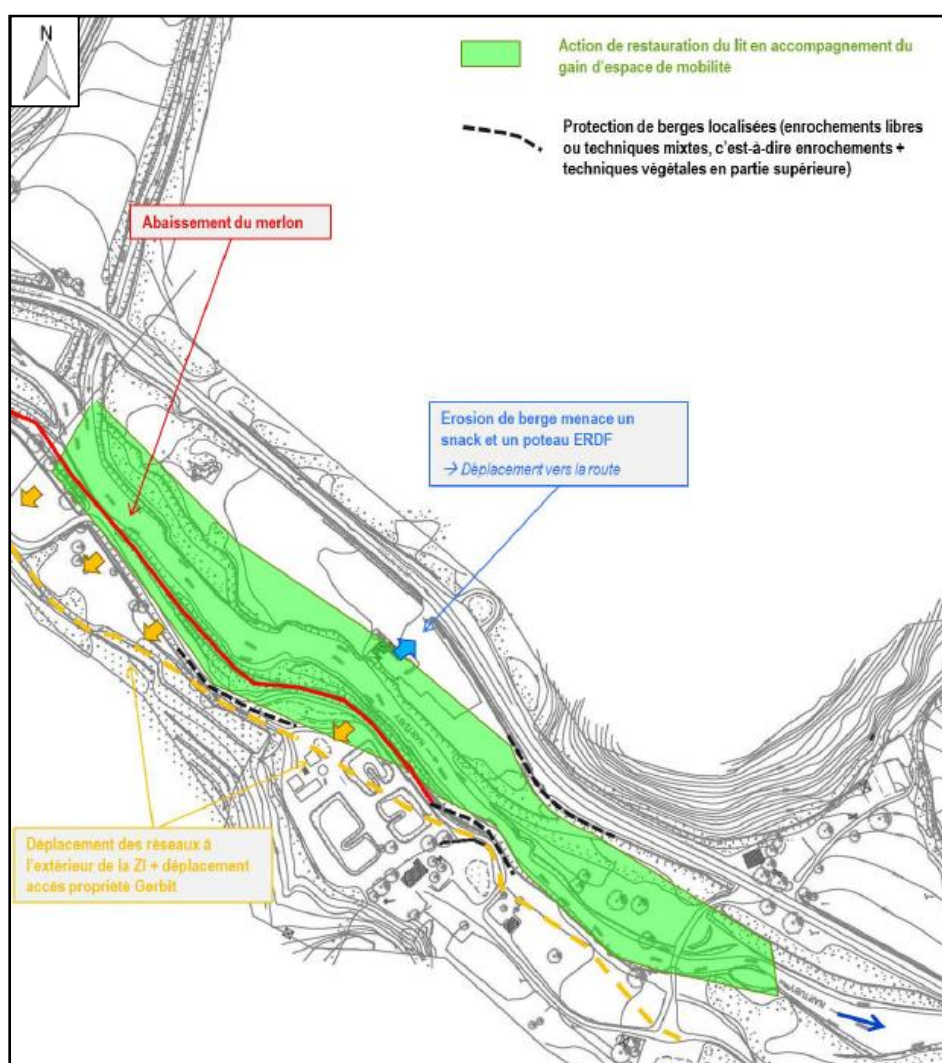 N
Action de restauration du lit en accompagnement du
gain d'espace de mobilité
Protection de berges localisées (enrochements libres
ou techniques mixtes, c'est-à-dire enrochements +
techniques végétales en partie supérieure)
Abaissement du merlon
Erosion de berge menace un
snack et un poteau ERDF
→ Déplacement vers la route
Déplacement des réseaux à
l'extérieur de la ZI + déplacement
accès propriété Gerbit